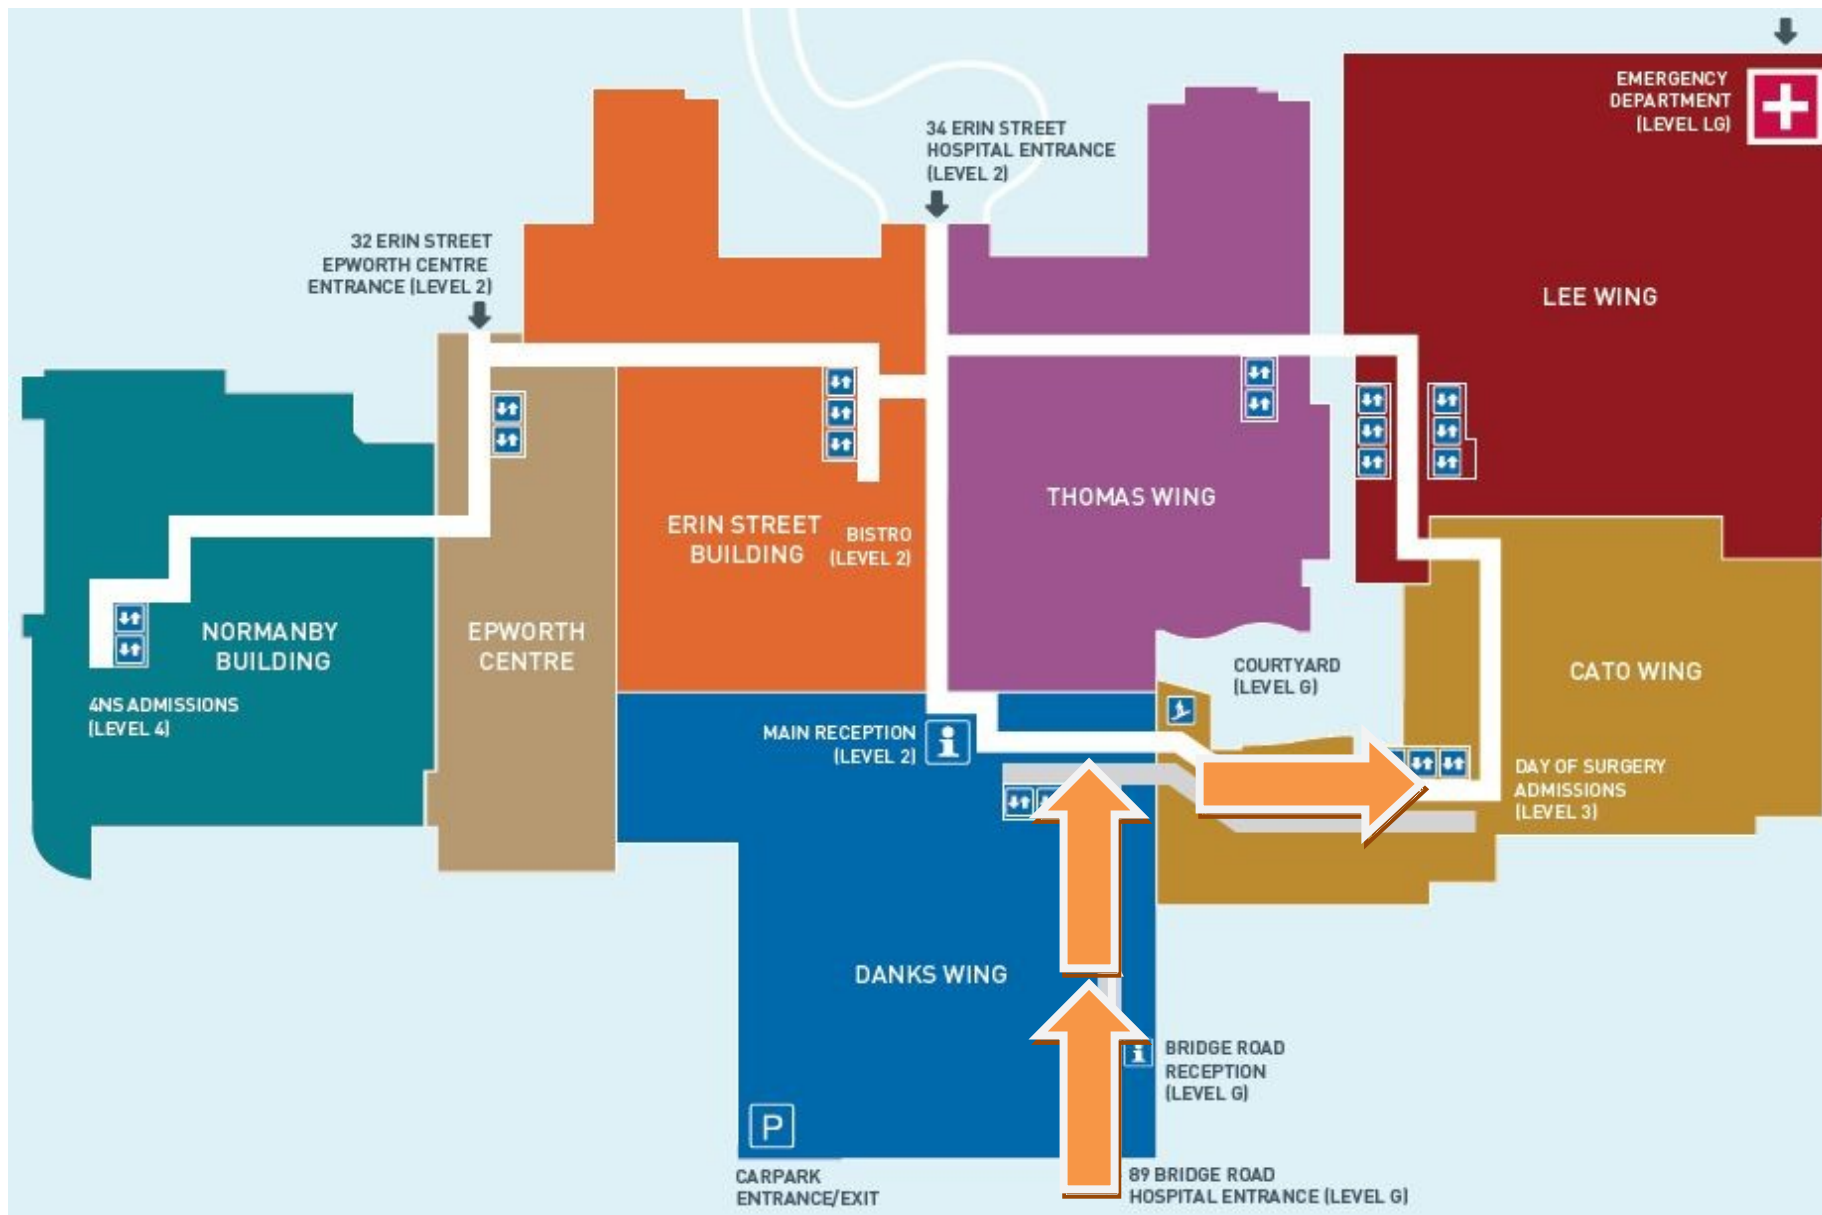 EMERGENCY
DEPARTMENT
(LEVEL LG)
34 ERIN STREET
HOSPITAL ENTRANCE
(LEVEL 2)
32 ERIN STREET
EPWORTH CENTRE
ENTRANCE (LEVEL 2)
LEE WING
THOMAS WING
ERIN STREET
BUILDING
BISTRO
(LEVEL 2)
NORMANBY
BUILDING
EPWORTH
CENTRE
COURTYARD
(LEVEL G)
CATO WING
4NS ADMISSIONS
(LEVEL 4)
MAIN RECEPTION
(LEVEL 2)
i
DAY OF SURGERY
ADMISSIONS
(LEVEL 3)
DANKS WING
i
BRIDGE ROAD
RECEPTION
(LEVEL G)
P
CARPARK
ENTRANCE/EXIT
89 BRIDGE ROAD
HOSPITAL ENTRANCE (LEVEL G)